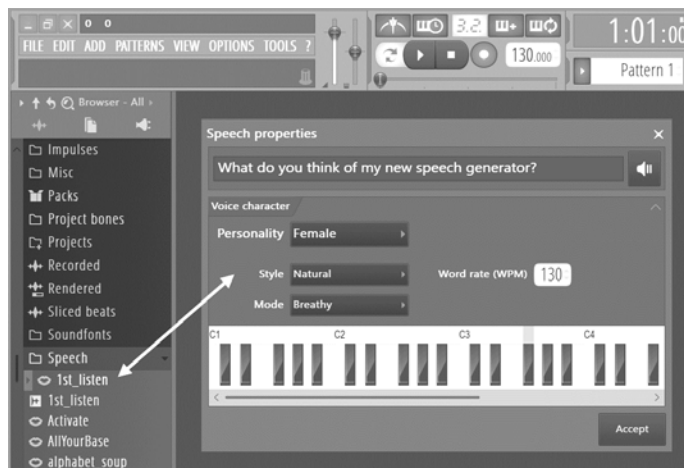 0 0
FILE EDIT ADD PATTERNS VIEW OPTIONS TOOLS ?
3.2.
130.000
1:01:00
Pattern 1
Browser - All
Impulses
Misc
Packs
Project bones
Projects
Recorded
Rendered
Sliced beats
Soundfonts
Speech
1st_listen
1st_listen
Activate
AllYourBase
alphabet_soup
Speech properties
What do you think of my new speech generator?
Voice character
Personality Female
Style Natural Word rate (WPM) 130
Mode Breathy
C1 C2 C3 C4
Accept